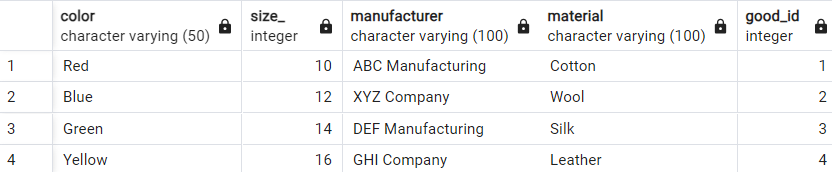 color size_ manufacturer material good_id
character varying (50) integer character varying (100) character varying (100) integer
1 Red 10 ABC Manufacturing Cotton 1
2 Blue 12 XYZ Company Wool 2
3 Green 14 DEF Manufacturing Silk 3
4 Yellow 16 GHI Company Leather 4